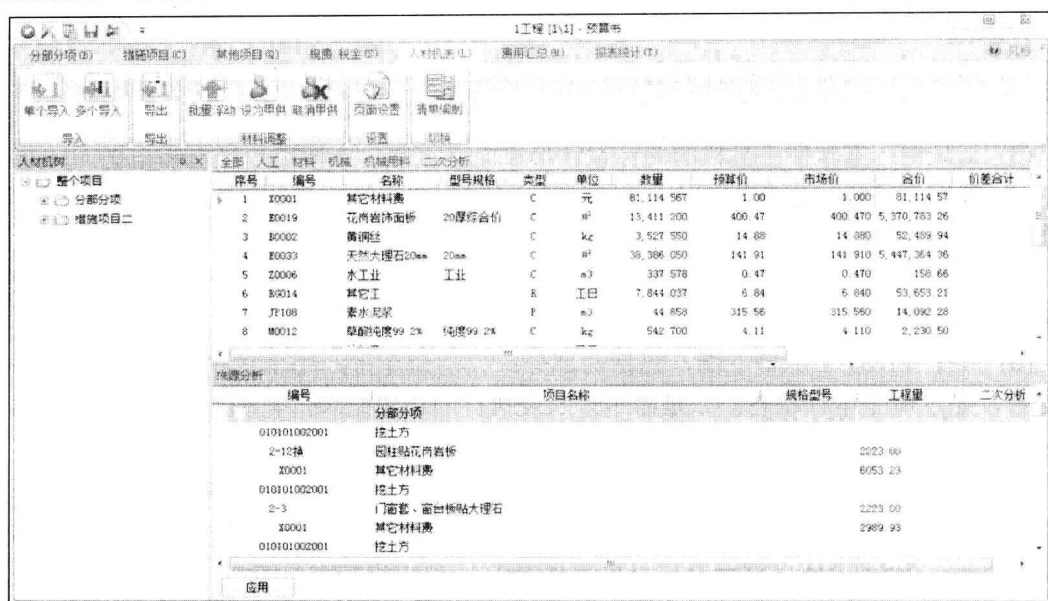 1工程 [1\1] - 预算书
分部分项(B) 措施项目(C) 其他项目(Q) 规费 税金(S) 人材机表(L) 费用汇总(N) 报表统计(T) 风格
单个导入 多个导入 导出 批量浮动 设为甲供 取消甲供 页面设置 清单编制
导入 导出 材料调整 设置 切换
人材机树
整个项目
分部分项
措施项目二
全部 人工 材料 机械 机械用料 二次分析
序号 编号 名称 型号规格 类型 单位 数量 预算价 市场价 合价 价差合计
1 X0001 其它材料费 C 元 81,114.567 1.00 1.000 81,114.57
2 E0019 花岗岩饰面板 20厚综合价 C m² 13,411.200 400.47 400.470 5,370,783.26
3 B0002 黄铜丝 C kg 3,527.550 14.88 14.880 52,489.94
4 E0033 天然大理石20mm 20mm C m² 38,386.050 141.91 141.910 5,447,364.36
5 Z0006 水工业 工业 C m3 337.578 0.47 0.470 158.66
6 RG014 其它工 R 工日 7,844.037 6.84 6.840 53,653.21
7 JP108 素水泥浆 P m3 44.658 315.56 315.560 14,092.28
8 M0012 草酸纯度99.2% 纯度99.2% C kg 542.700 4.11 4.110 2,230.50
来源分析
编号 项目名称 规格型号 工程量 二次分析
分部分项
010101002001 挖土方
2-12换 圆柱贴花岗岩板 2223.00
X0001 其它材料费 6053.23
010101002001 挖土方
2-3 门窗套、窗台板贴大理石 2223.00
X0001 其它材料费 2989.93
010101002001 挖土方
应用